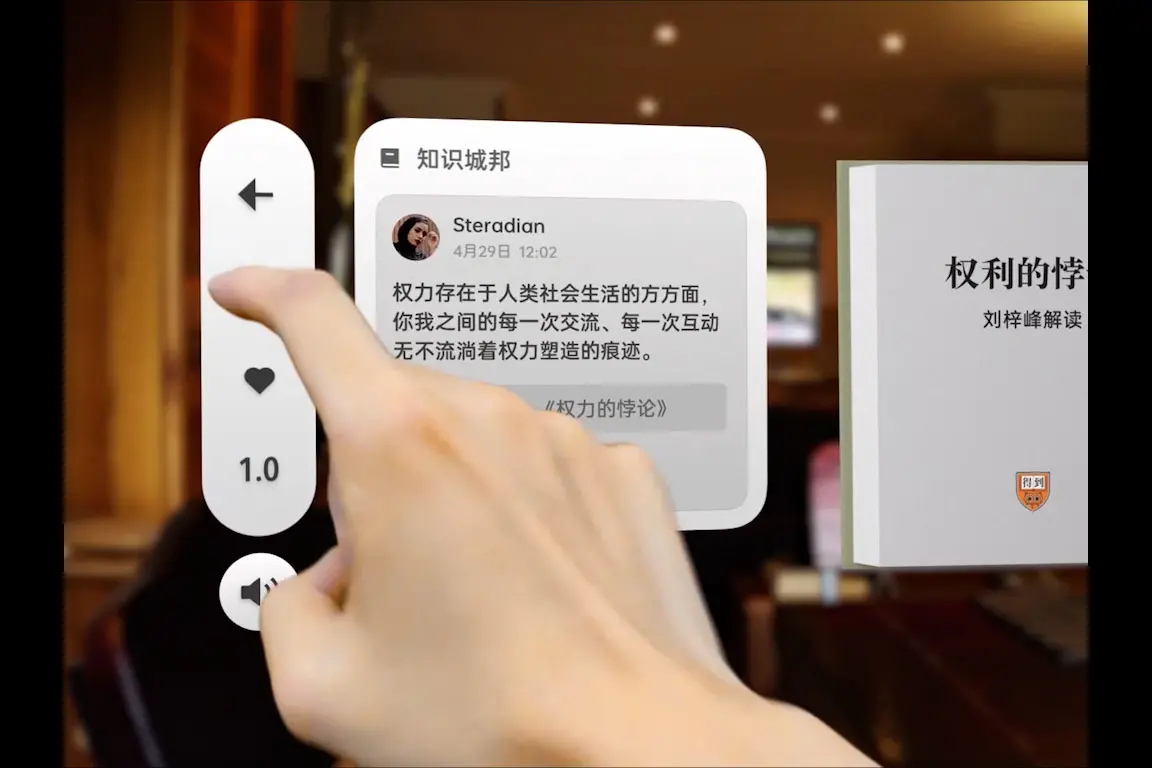 知识城邦
Steradian
4月29日 12:02
权力存在于人类社会生活的方方面，
你我之间的每一次交流、每一次互动
无不流淌着权力塑造的痕迹。
《权力的悖论》
1.0
权利的悖
刘梓峰解读
得到